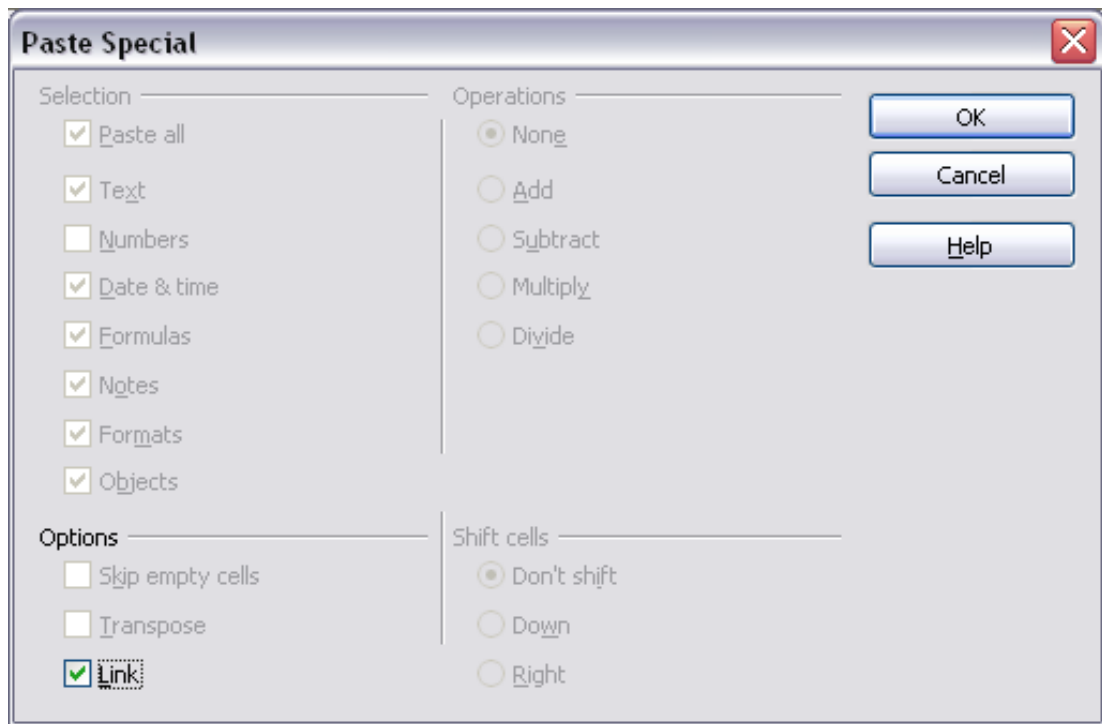 Paste Special
Selection
Paste all
Text
Numbers
Date & time
Formulas
Notes
Formats
Objects
Operations
None
Add
Subtract
Multiply
Divide
OK
Cancel
Help
Options
Skip empty cells
Transpose
Link
Shift cells
Don't shift
Down
Right